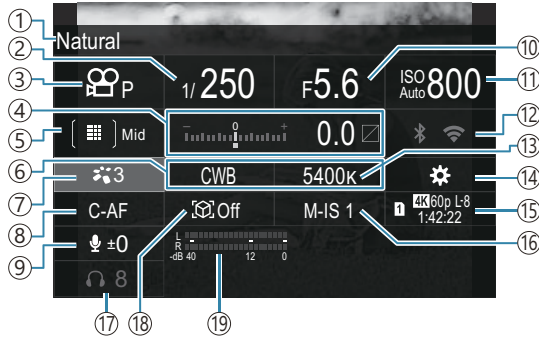 ① Natural
② 1/250
③ P
F5.6 ⑩
ISO Auto 800 ⑪
④ − 0 + 0.0
⑤ Mid
⑫
⑥ CWB 5400K ⑬
⑦ 3
⑭
⑧ C-AF
Off
M-IS 1 ⑯
1 4K 60p L-8 ⑮
1:42:22
⑨ ±0
L
R
-dB 40 12 0
8
⑰ ⑱ ⑲